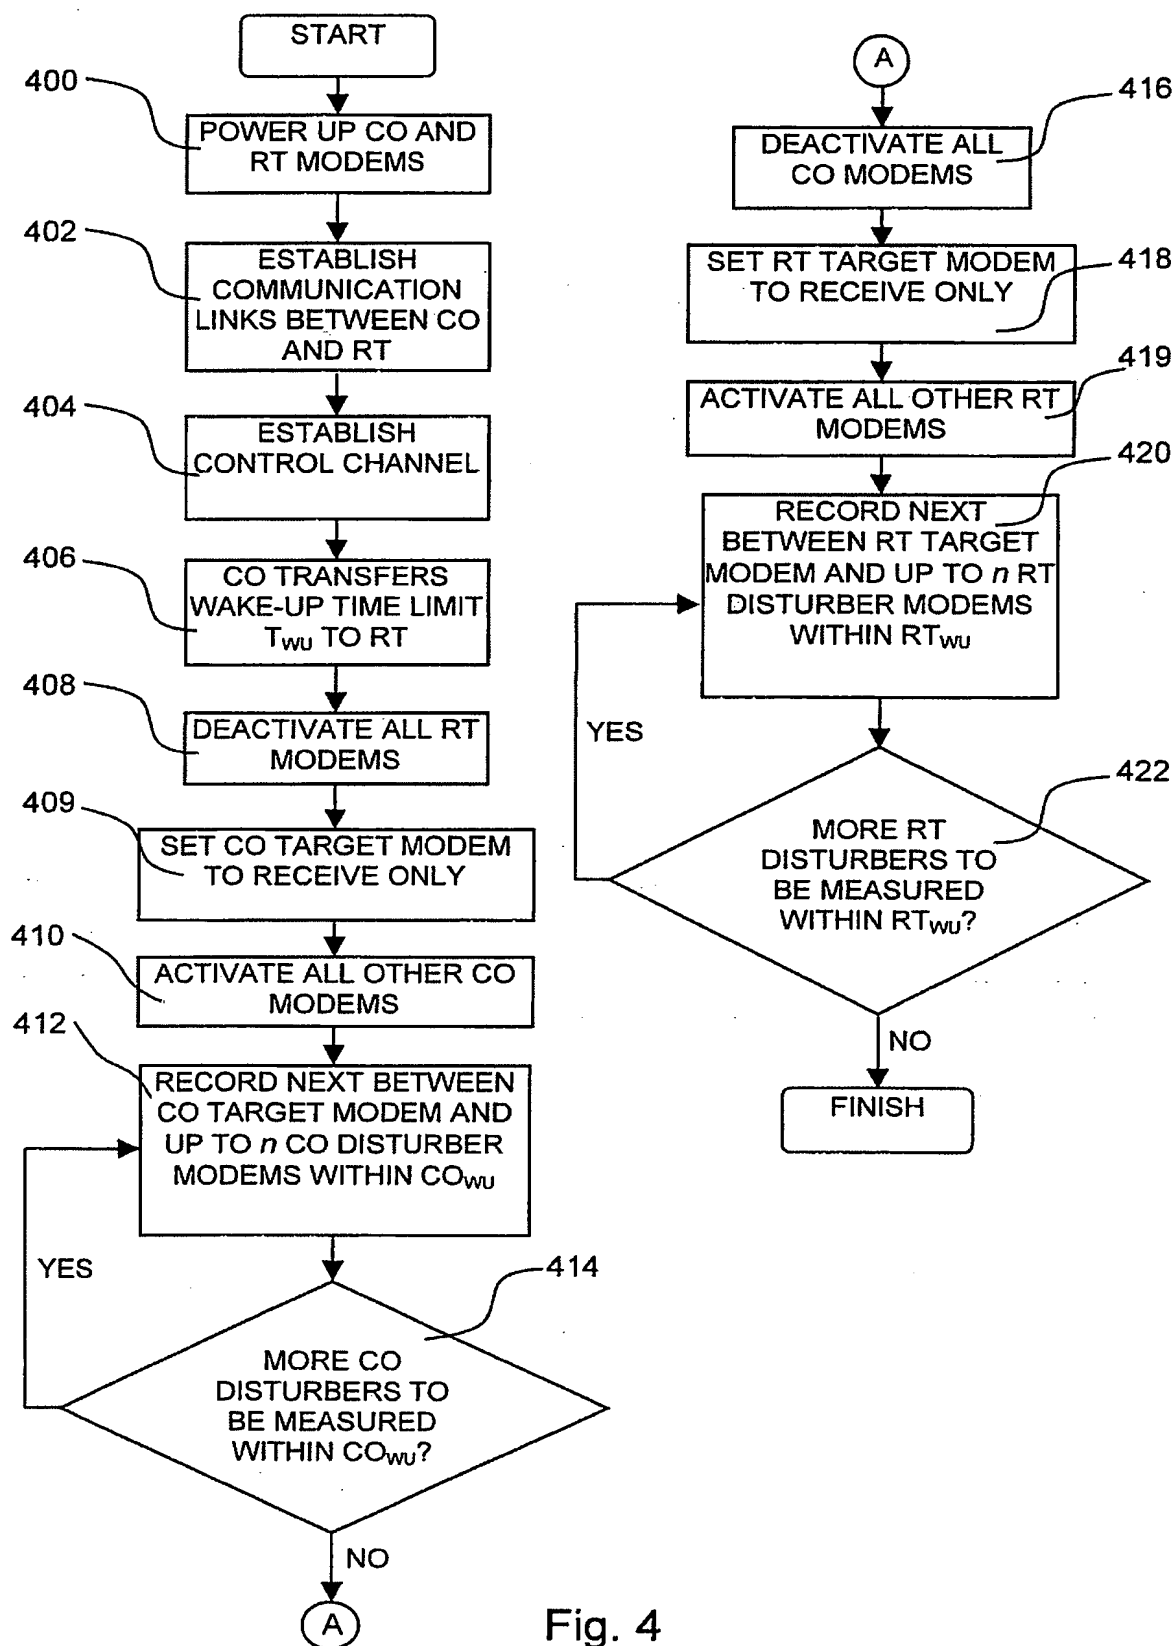 START
400
POWER UP CO AND
RT MODEMS
402
ESTABLISH
COMMUNICATION
LINKS BETWEEN CO
AND RT
404
ESTABLISH
CONTROL CHANNEL
406
CO TRANSFERS
WAKE-UP TIME LIMIT
TWU TO RT
408
DEACTIVATE ALL RT
MODEMS
409
SET CO TARGET MODEM
TO RECEIVE ONLY
410
ACTIVATE ALL OTHER CO
MODEMS
412
RECORD NEXT BETWEEN
CO TARGET MODEM AND
UP TO n CO DISTURBER
MODEMS WITHIN COWU
YES
414
MORE CO
DISTURBERS TO
BE MEASURED
WITHIN COWU?
NO
A
A
416
DEACTIVATE ALL
CO MODEMS
SET RT TARGET MODEM
TO RECEIVE ONLY
418
419
ACTIVATE ALL OTHER RT
MODEMS
420
RECORD NEXT
BETWEEN RT TARGET
MODEM AND UP TO n RT
DISTURBER MODEMS
WITHIN RTWU
YES
422
MORE RT
DISTURBERS TO
BE MEASURED
WITHIN RTWU?
NO
FINISH
Fig. 4